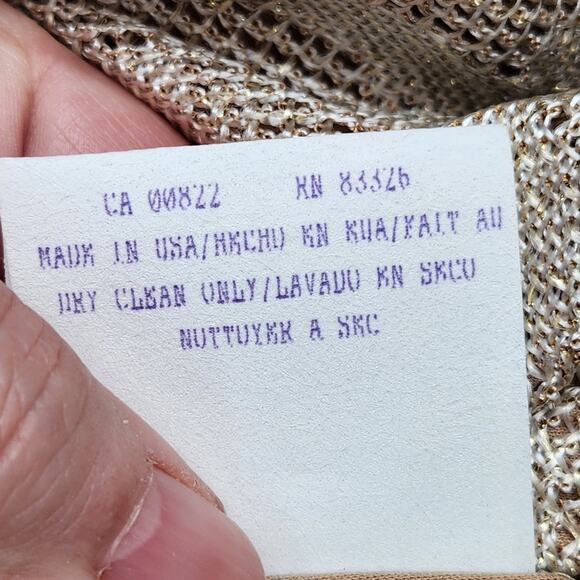 CA 00822 RN 83326
MADE IN USA/HECHO EN EUA/FAIT AU
DRY CLEAN ONLY/LAVADO EN SECO
NOTTOYER A SEC